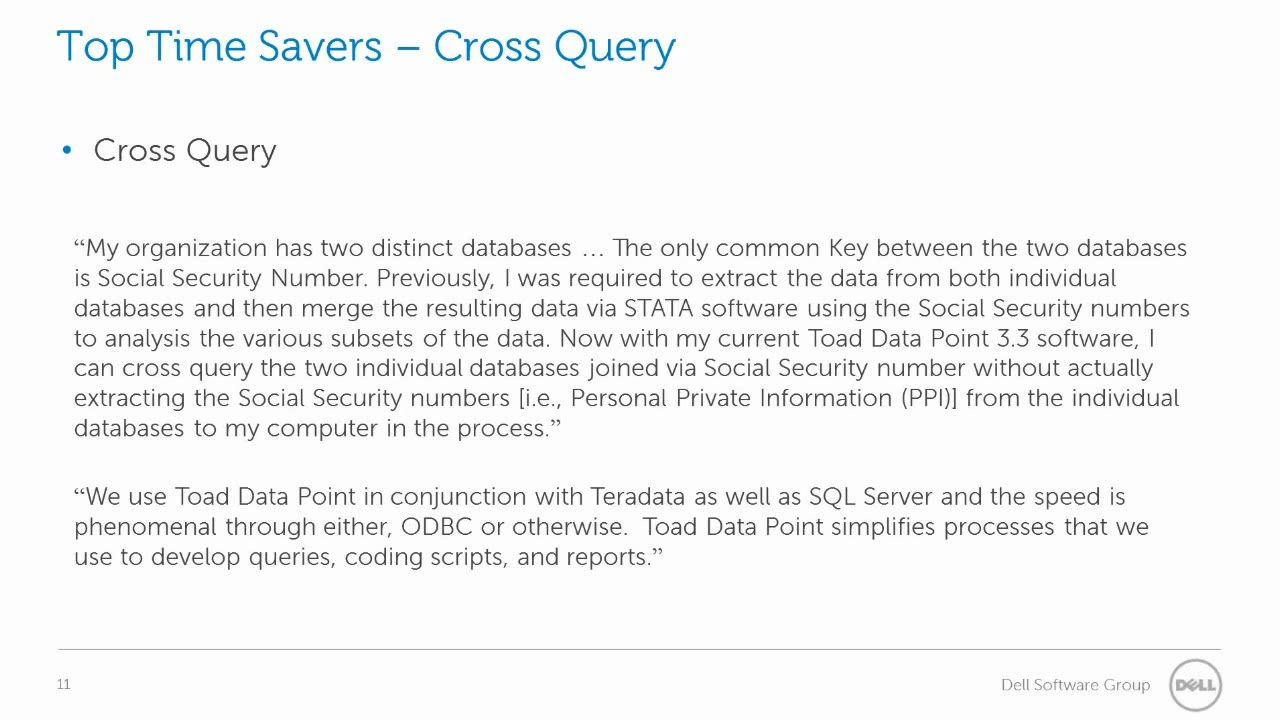 Top Time Savers – Cross Query
• Cross Query
“My organization has two distinct databases … The only common Key between the two databases
is Social Security Number. Previously, I was required to extract the data from both individual
databases and then merge the resulting data via STATA software using the Social Security numbers
to analysis the various subsets of the data. Now with my current Toad Data Point 3.3 software, I
can cross query the two individual databases joined via Social Security number without actually
extracting the Social Security numbers [i.e., Personal Private Information (PPI)] from the individual
databases to my computer in the process.”
“We use Toad Data Point in conjunction with Teradata as well as SQL Server and the speed is
phenomenal through either, ODBC or otherwise.  Toad Data Point simplifies processes that we
use to develop queries, coding scripts, and reports.”
11
Dell Software Group
DELL